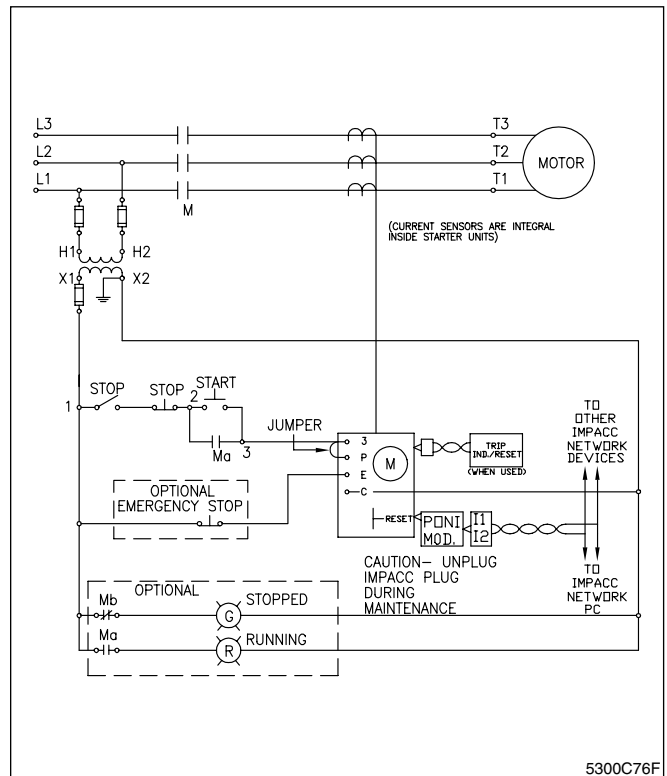 L3
T3
L2
T2
MOTOR
L1
T1
M
(CURRENT SENSORS ARE INTEGRAL
INSIDE STARTER UNITS)
H1
H2
X1
X2
1
STOP
STOP
2
START
Ma
3
JUMPER
3
P
E
C
M
RESET
TRIP
IND./RESET
(WHEN USED)
TO
OTHER
IMPACC
NETWORK
DEVICES
OPTIONAL
EMERGENCY STOP
PONI
MOD.
I1
I2
CAUTION— UNPLUG
IMPACC PLUG
DURING
MAINTENANCE
TO
IMPACC
NETWORK
PC
OPTIONAL
Mb
G
STOPPED
Ma
R
RUNNING
5300C76F